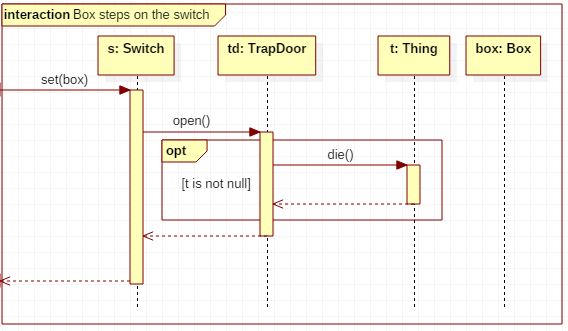 interaction Box steps on the switch
s: Switch
td: TrapDoor
t: Thing
box: Box
set(box)
open()
opt
die()
[t is not null]